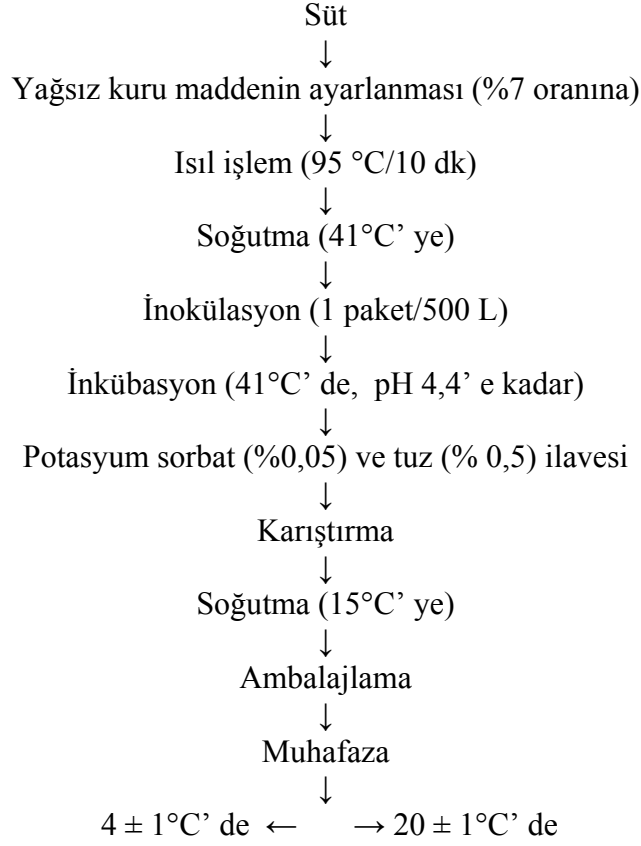 Süt
↓
Yağsız kuru maddenin ayarlanması (%7 oranına)
↓
Isıl işlem (95 °C/10 dk)
↓
Soğutma (41°C’ ye)
↓
İnokülasyon (1 paket/500 L)
↓
İnkübasyon (41°C’ de, pH 4,4’ e kadar)
↓
Potasyum sorbat (%0,05) ve tuz (% 0,5) ilavesi
↓
Karıştırma
↓
Soğutma (15°C’ ye)
↓
Ambalajlama
↓
Muhafaza
↓
4 ± 1°C’ de ← → 20 ± 1°C’ de